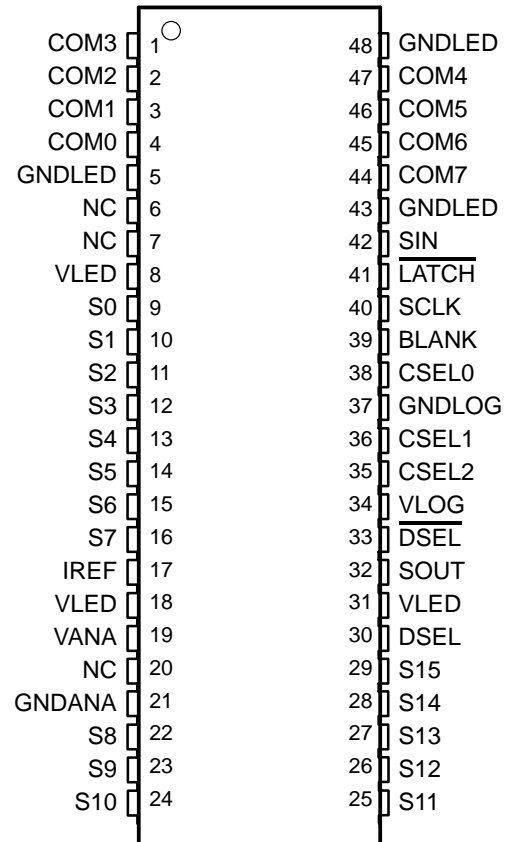 COM3 1 48 GNDLED
COM2 2 47 COM4
COM1 3 46 COM5
COM0 4 45 COM6
GNDLED 5 44 COM7
NC 6 43 GNDLED
NC 7 42 SIN
VLED 8 41 L̅A̅T̅C̅H̅
S0 9 40 SCLK
S1 10 39 BLANK
S2 11 38 CSEL0
S3 12 37 GNDLOG
S4 13 36 CSEL1
S5 14 35 CSEL2
S6 15 34 VLOG
S7 16 33 D̅S̅E̅L̅
IREF 17 32 SOUT
VLED 18 31 VLED
VANA 19 30 DSEL
NC 20 29 S15
GNDANA 21 28 S14
S8 22 27 S13
S9 23 26 S12
S10 24 25 S11